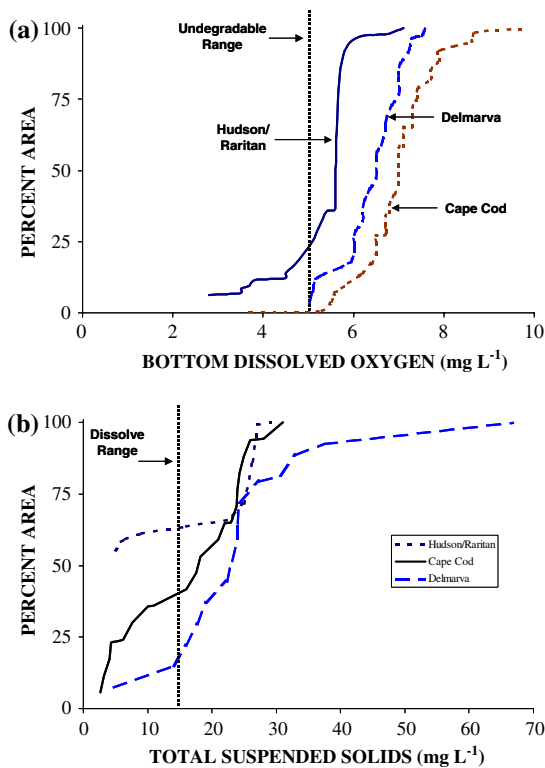 (a)
Undegradable
Range
Hudson/
Raritan
Delmarva
Cape Cod
PERCENT AREA
100
75
50
25
0
0 2 4 6 8 10
BOTTOM DISSOLVED OXYGEN (mg L-1)
(b)
Dissolve
Range
PERCENT AREA
100
75
50
25
0
Hudson/Raritan
Cape Cod
Delmarva
0 10 20 30 40 50 60 70
TOTAL SUSPENDED SOLIDS (mg L-1)